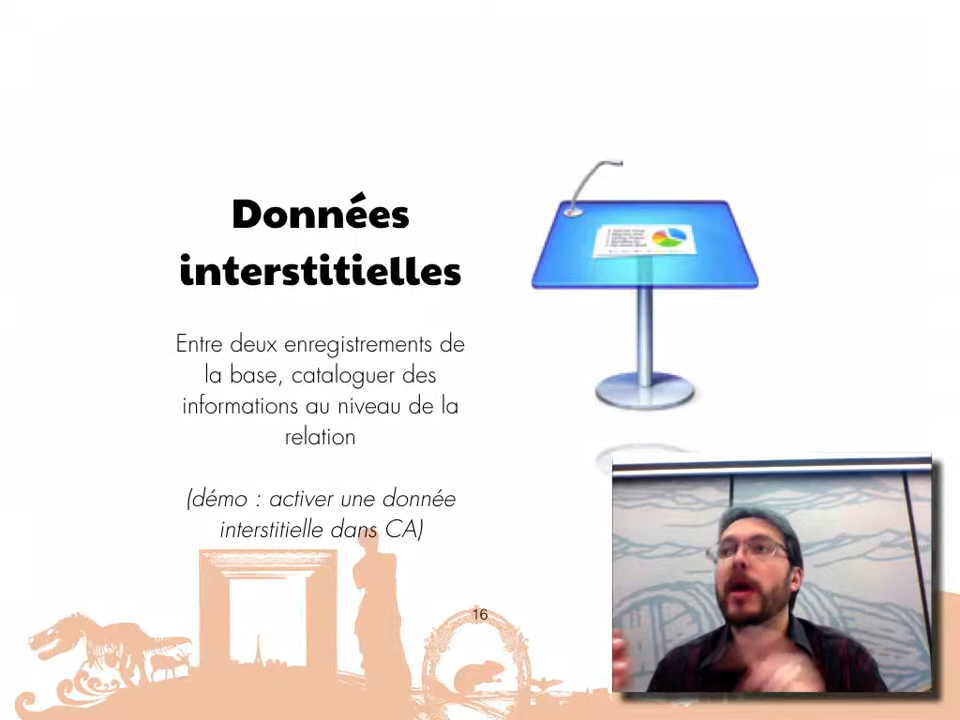 Données
interstitielles
Entre deux enregistrements de
la base, cataloguer des
informations au niveau de la
relation
(démo : activer une donnée
interstitielle dans CA)
16